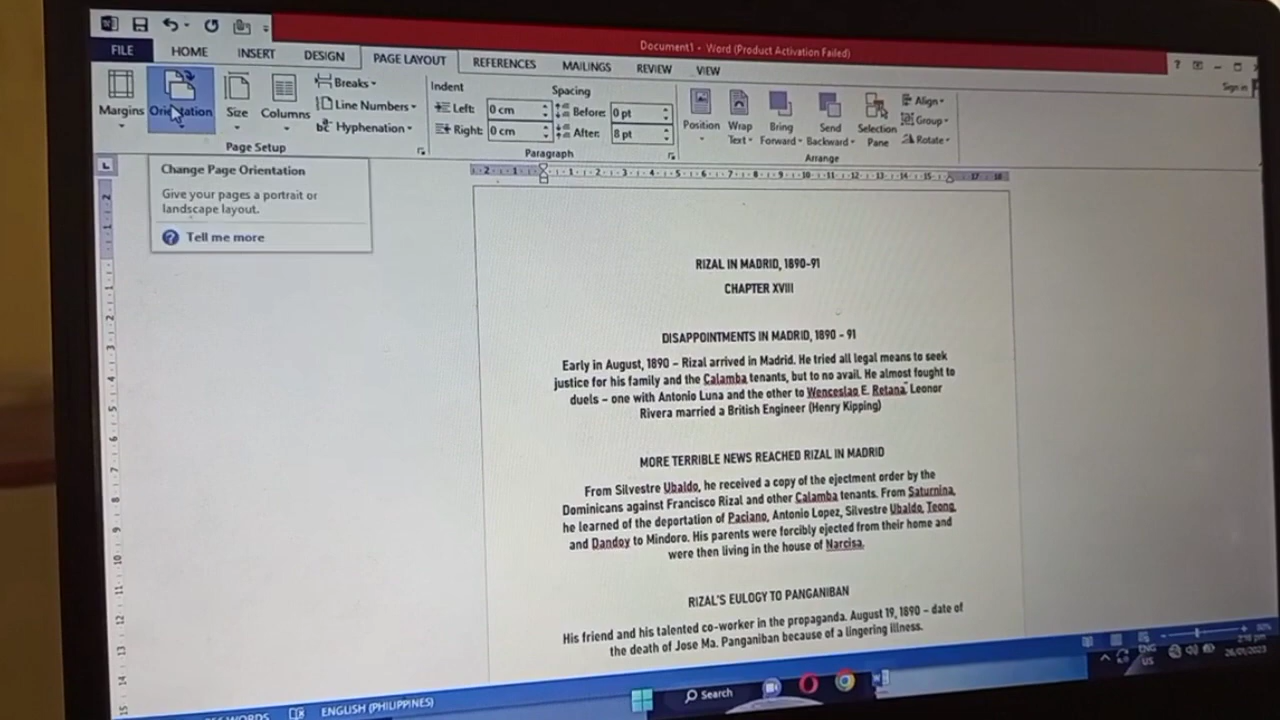 Document1 - Word (Product Activation Failed)
FILE HOME INSERT DESIGN PAGE LAYOUT REFERENCES MAILINGS REVIEW VIEW
Sign in
Margins Orientation Size Columns
Breaks
Line Numbers
Hyphenation
Page Setup
Indent
Left: 0 cm
Right: 0 cm
Spacing
Before: 0 pt
After: 8 pt
Paragraph
Position
Wrap Text
Bring Forward
Send Backward
Selection Pane
Align
Group
Rotate
Arrange
Change Page Orientation
Give your pages a portrait or
landscape layout.
Tell me more
RIZAL IN MADRID, 1890-91
CHAPTER XVIII
DISAPPOINTMENTS IN MADRID, 1890 – 91
Early in August, 1890 – Rizal arrived in Madrid. He tried all legal means to seek
justice for his family and the Calamba tenants, but to no avail. He almost fought to
duels – one with Antonio Luna and the other to Wenceslao E. Retana. Leonor
Rivera married a British Engineer (Henry Kipping)
MORE TERRIBLE NEWS REACHED RIZAL IN MADRID
From Silvestre Ubaldo, he received a copy of the ejectment order by the
Dominicans against Francisco Rizal and other Calamba tenants. From Saturnina,
he learned of the deportation of Paciano, Antonio Lopez, Silvestre Ubaldo, Teong,
and Dandoy to Mindoro. His parents were forcibly ejected from their home and
were then living in the house of Narcisa.
RIZAL'S EULOGY TO PANGANIBAN
His friend and his talented co-worker in the propaganda. August 19, 1890 – date of
the death of Jose Ma. Panganiban because of a lingering illness.
WORDS ENGLISH (PHILIPPINES)
Search
ENG
US
26/01/2023